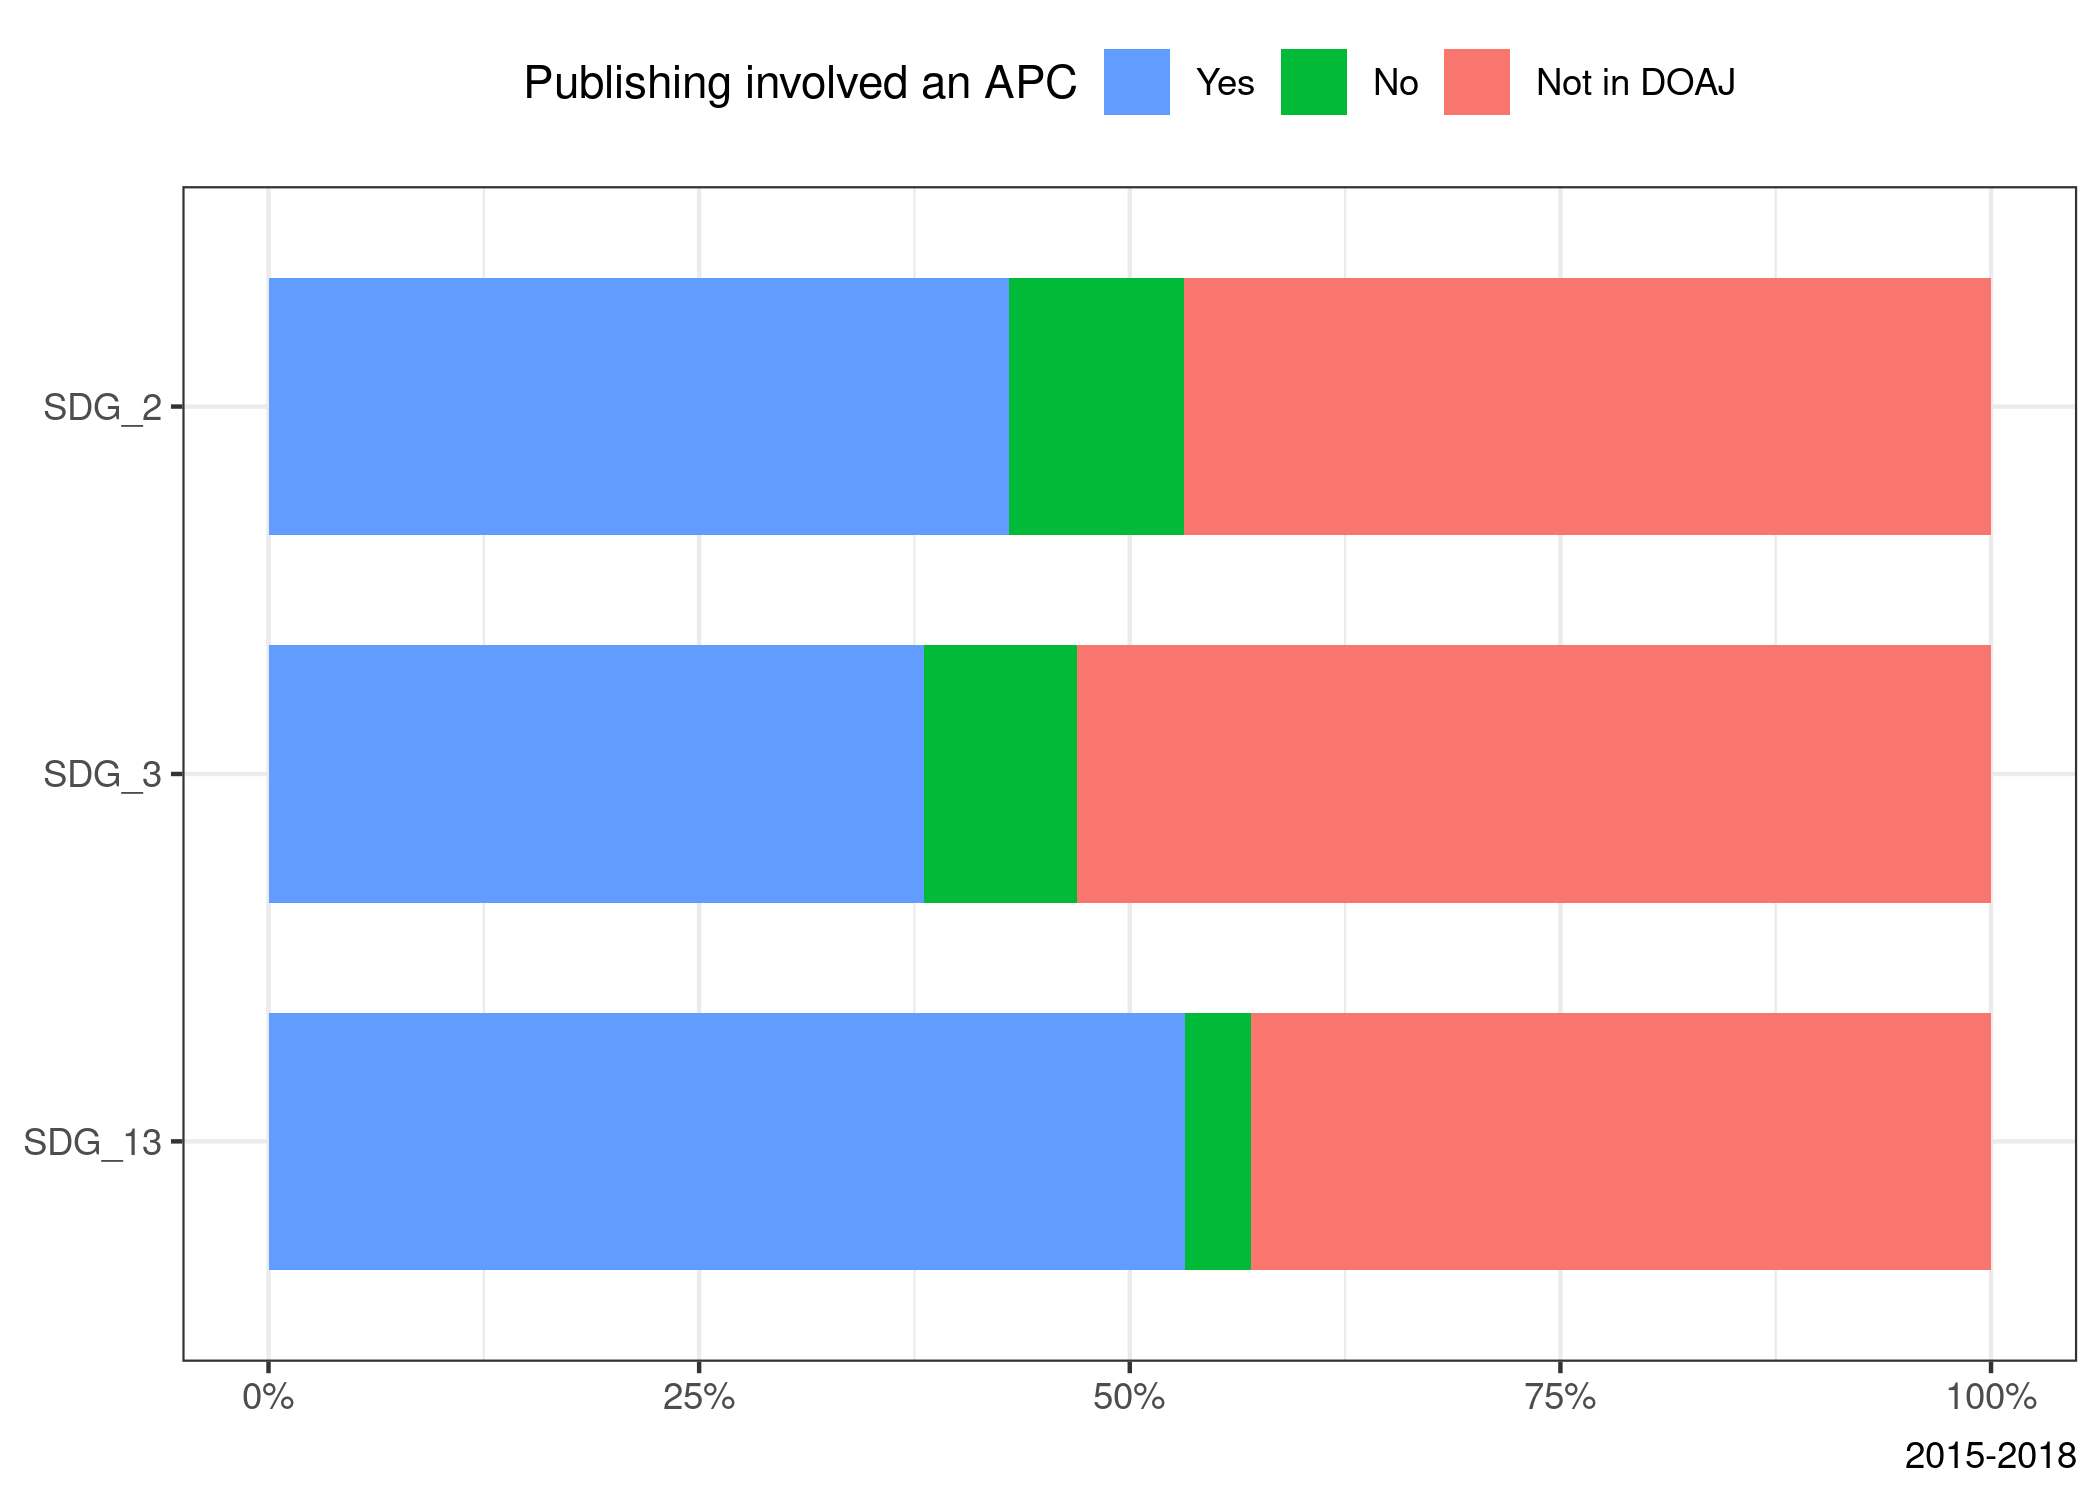 Publishing involved an APC Yes No Not in DOAJ
SDG_2
SDG_3
SDG_13
0% 25% 50% 75% 100%
2015-2018